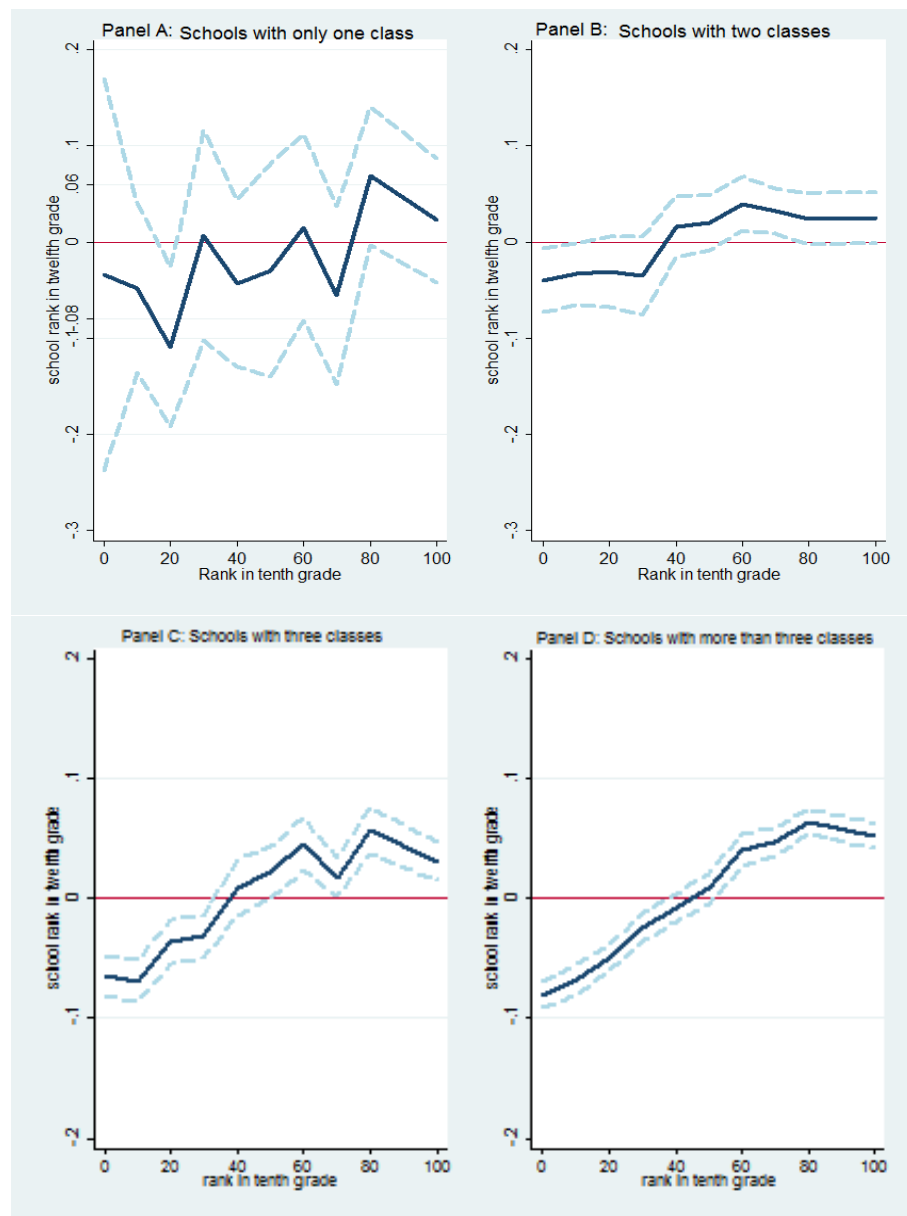 Panel A: Schools with only one class
.2
.1
.06
0
-.08
-.1
-.2
-.3
school rank in twelfth grade
0 20 40 60 80 100
Rank in tenth grade
Panel B: Schools with two classes
.2
.1
0
-.1
-.2
-.3
school rank in twelfth grade
0 20 40 60 80 100
Rank in tenth grade
Panel C: Schools with three classes
.2
.1
0
-.1
-.2
school rank in twelfth grade
0 20 40 60 80 100
rank in tenth grade
Panel D: Schools with more than three classes
.2
.1
0
-.1
-.2
school rank in twelfth grade
0 20 40 60 80 100
rank in tenth grade